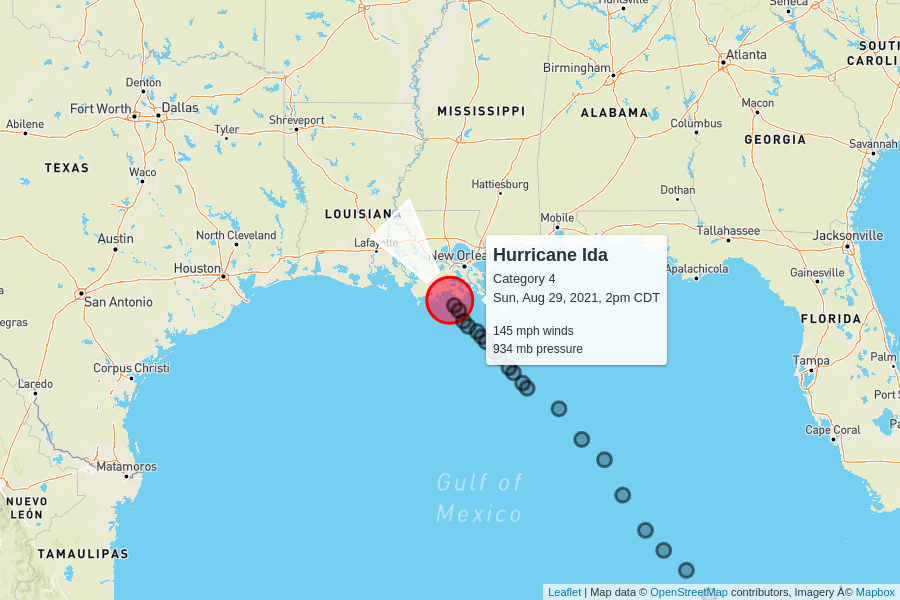 Huntsville
Seneca
SOUTH
CAROLI
Atlanta
Birmingham
Denton
Fort Worth
Dallas
Abilene
Tyler
Shreveport
MISSISSIPPI
ALABAMA
Macon
Columbus
GEORGIA
Savannah
TEXAS
Waco
Hattiesburg
Dothan
LOUISIANA
Mobile
Tallahassee
Jacksonville
Austin
North Cleveland
Lafayette
New Orlea
Houston
Apalachicola
Gainesville
San Antonio
egras
FLORIDA
Hurricane Ida
Category 4
Sun, Aug 29, 2021, 2pm CDT
145 mph winds
934 mb pressure
Tampa
Palm
Corpus Christi
Laredo
Port S
Cape Coral
Pa
Matamoros
Gulf of
Mexico
NUEVO
LEÓN
TAMAULIPAS
Leaflet | Map data © OpenStreetMap contributors, Imagery Â© Mapbox